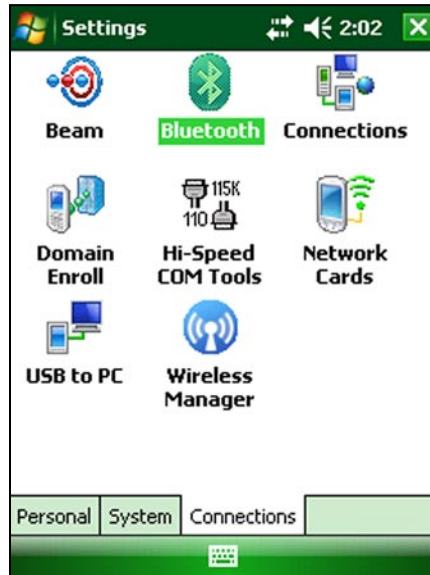 Settings 2:02
Beam Bluetooth Connections
115K
110
Domain Enroll
Hi-Speed COM Tools
Network Cards
USB to PC
Wireless Manager
Personal System Connections